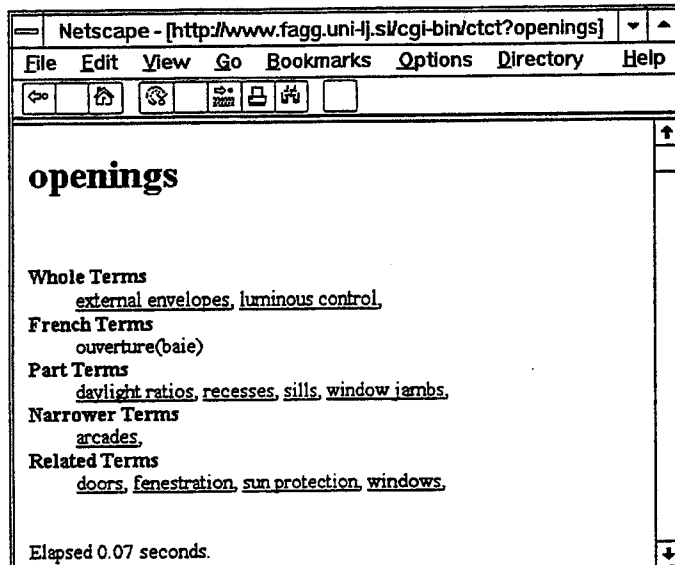 Netscape - [http://www.fagg.uni-lj.si/cgi-bin/ctct?openings]
File Edit View Go Bookmarks Options Directory Help
openings
Whole Terms
external envelopes, luminous control,
French Terms
ouverture(baie)
Part Terms
daylight ratios, recesses, sills, window jambs,
Narrower Terms
arcades,
Related Terms
doors, fenestration, sun protection, windows,
Elapsed 0.07 seconds.